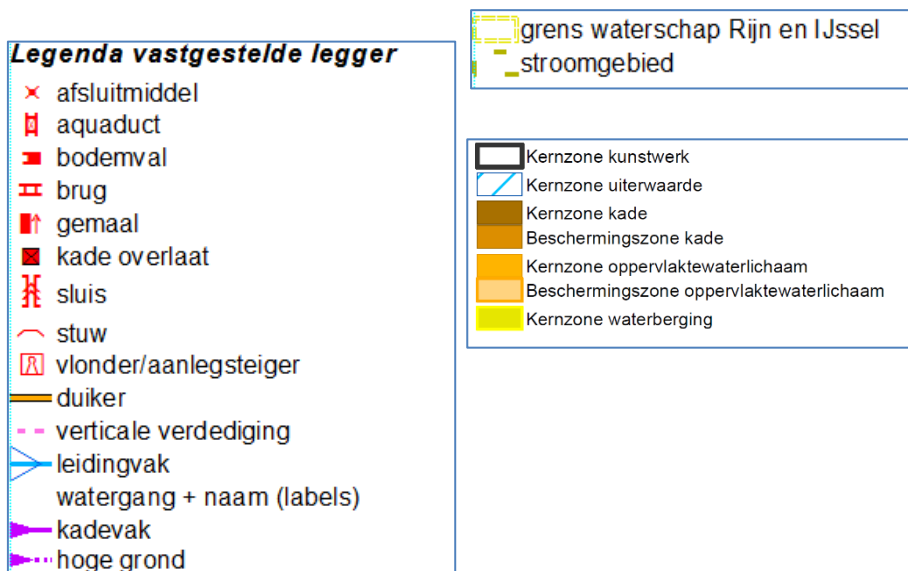 Legenda vastgestelde legger
afsluitmiddel
aquaduct
bodemval
brug
gemaal
kade overlaat
sluis
stuw
vlonder/aanlegsteiger
duiker
verticale verdediging
leidingvak
watergang + naam (labels)
kadevak
hoge grond
grens waterschap Rijn en IJssel
stroomgebied
Kernzone kunstwerk
Kernzone uiterwaarde
Kernzone kade
Beschermingszone kade
Kernzone oppervlaktewaterlichaam
Beschermingszone oppervlaktewaterlichaam
Kernzone waterberging